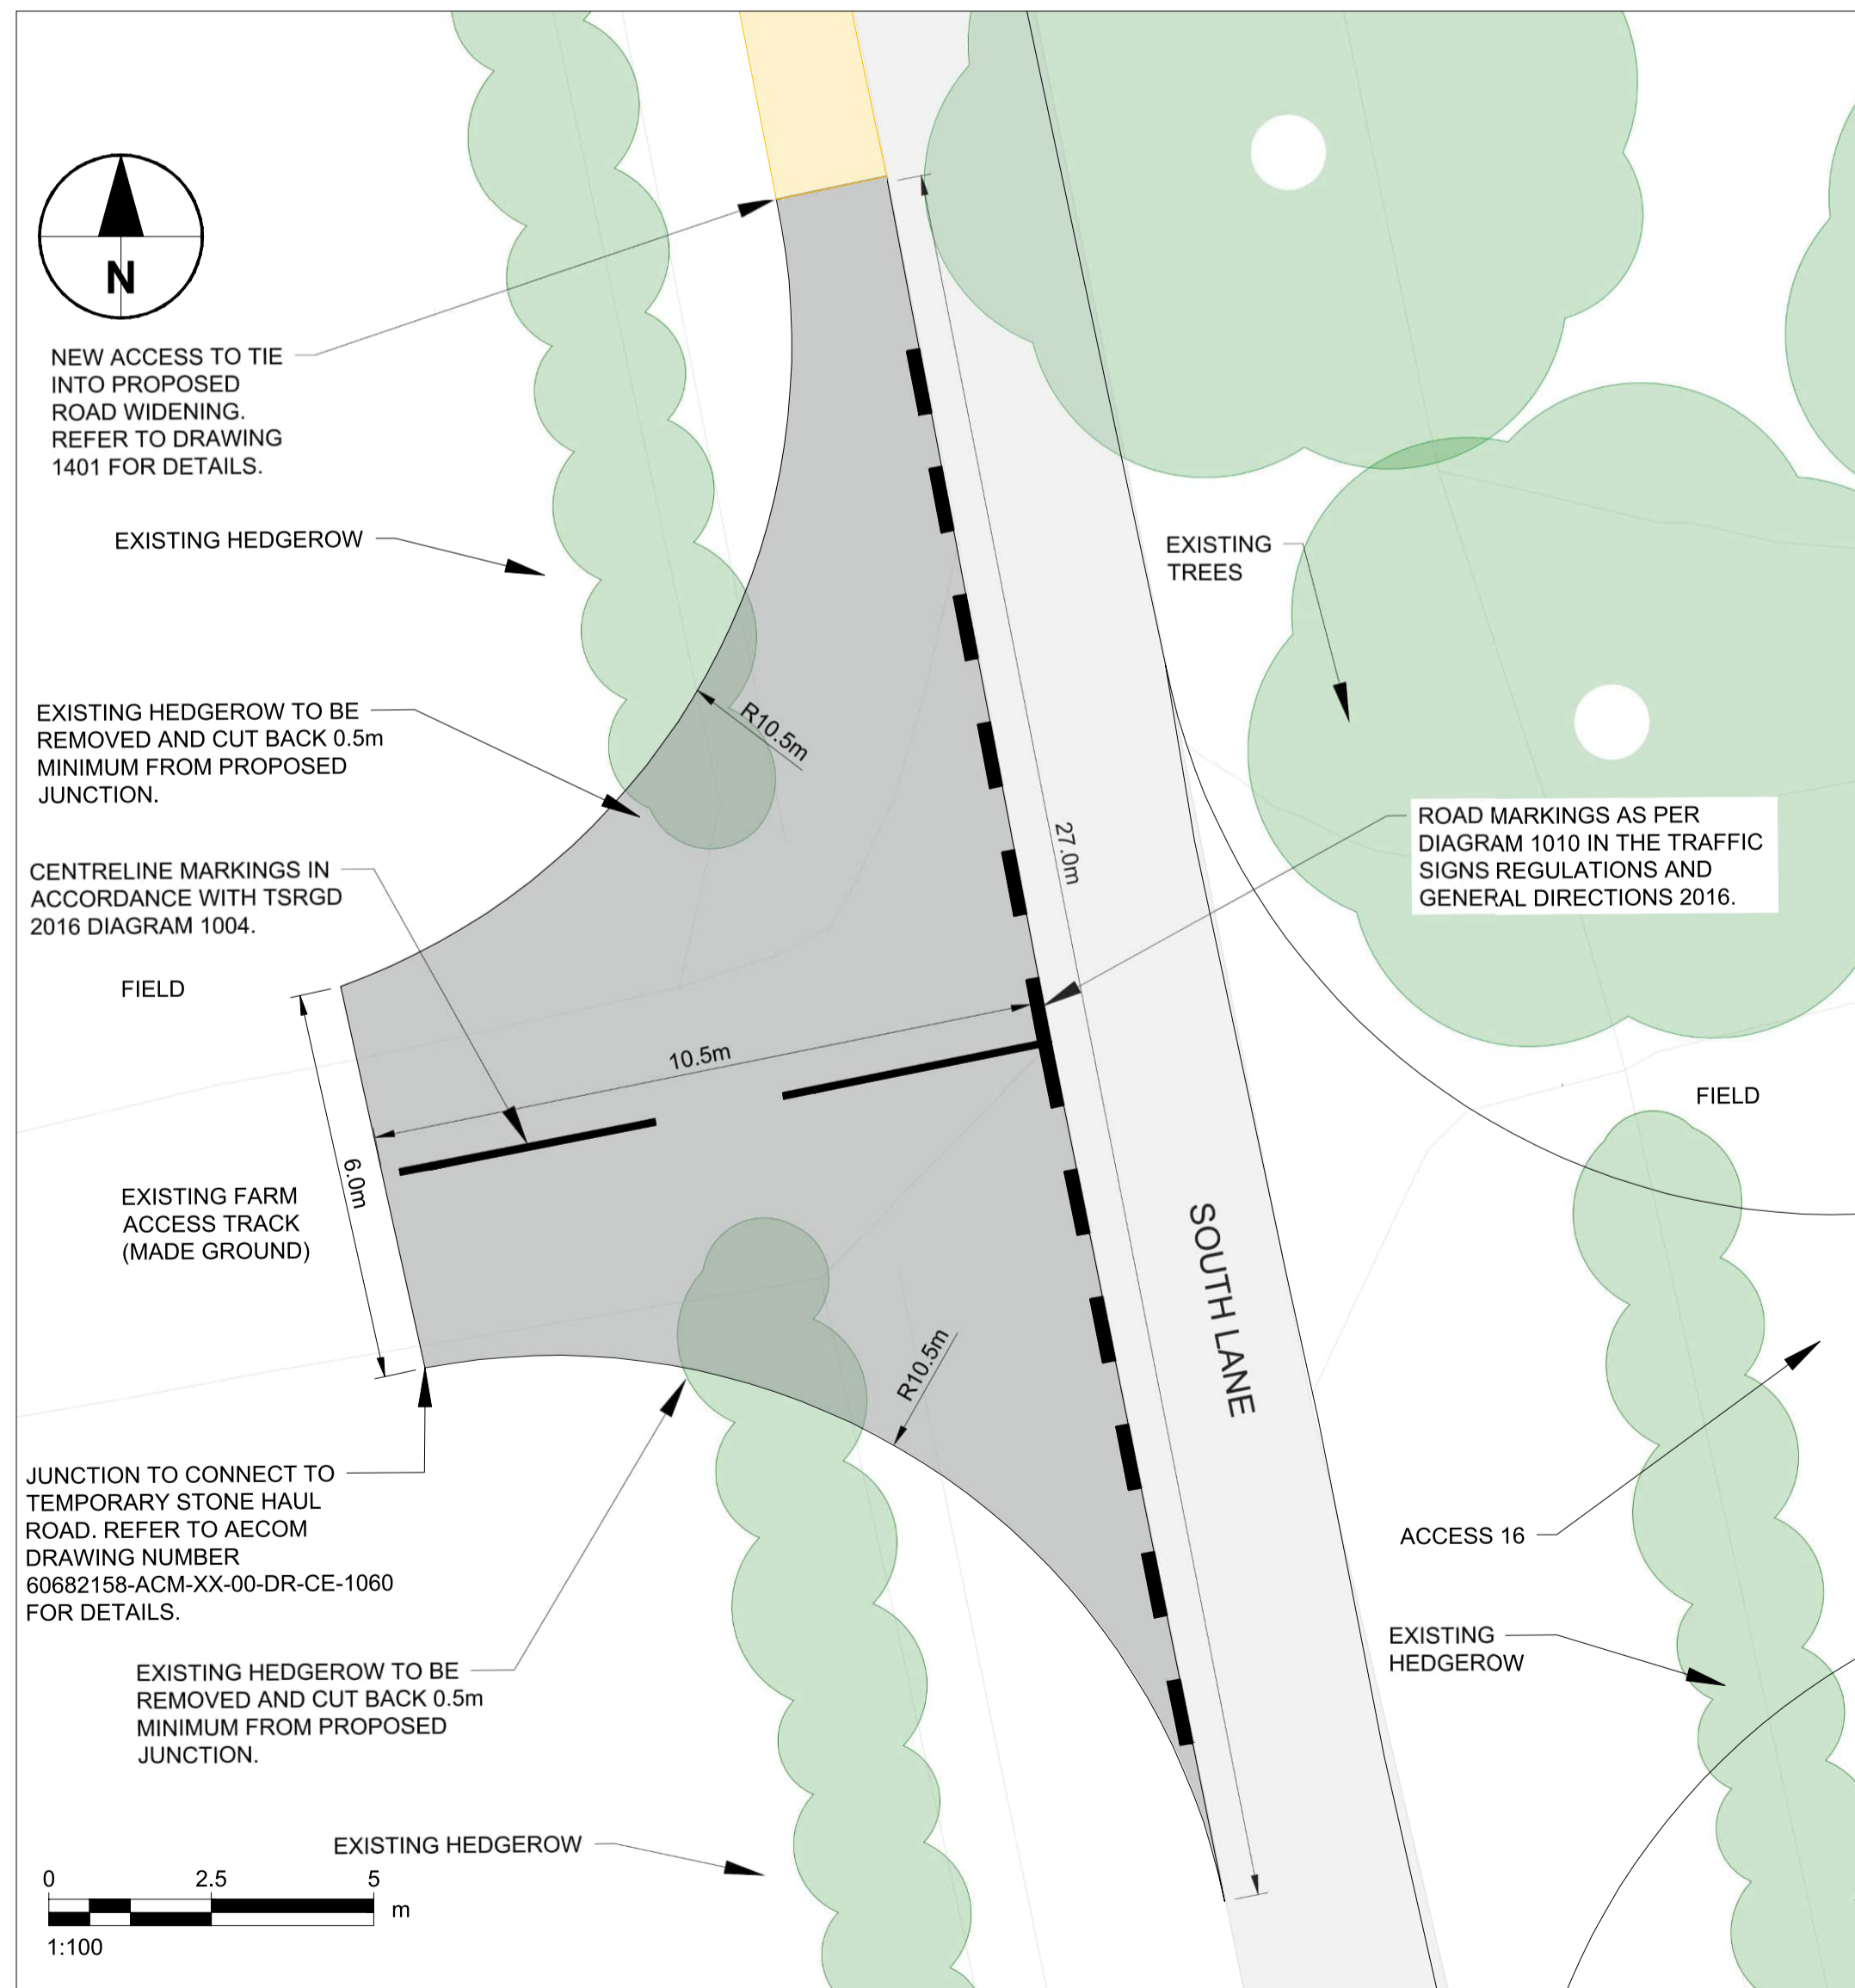 N
NEW ACCESS TO TIE
INTO PROPOSED
ROAD WIDENING.
REFER TO DRAWING
1401 FOR DETAILS.
EXISTING HEDGEROW
EXISTING
TREES
EXISTING HEDGEROW TO BE
REMOVED AND CUT BACK 0.5m
MINIMUM FROM PROPOSED
JUNCTION.
R10.5m
27.0m
ROAD MARKINGS AS PER
DIAGRAM 1010 IN THE TRAFFIC
SIGNS REGULATIONS AND
GENERAL DIRECTIONS 2016.
CENTRELINE MARKINGS IN
ACCORDANCE WITH TSRGD
2016 DIAGRAM 1004.
FIELD
10.5m
FIELD
6.0m
EXISTING FARM
ACCESS TRACK
(MADE GROUND)
SOUTH LANE
R10.5m
JUNCTION TO CONNECT TO
TEMPORARY STONE HAUL
ROAD. REFER TO AECOM
DRAWING NUMBER
60682158-ACM-XX-00-DR-CE-1060
FOR DETAILS.
ACCESS 16
EXISTING
HEDGEROW
EXISTING HEDGEROW TO BE
REMOVED AND CUT BACK 0.5m
MINIMUM FROM PROPOSED
JUNCTION.
EXISTING HEDGEROW
0 2.5 5
m
1:100